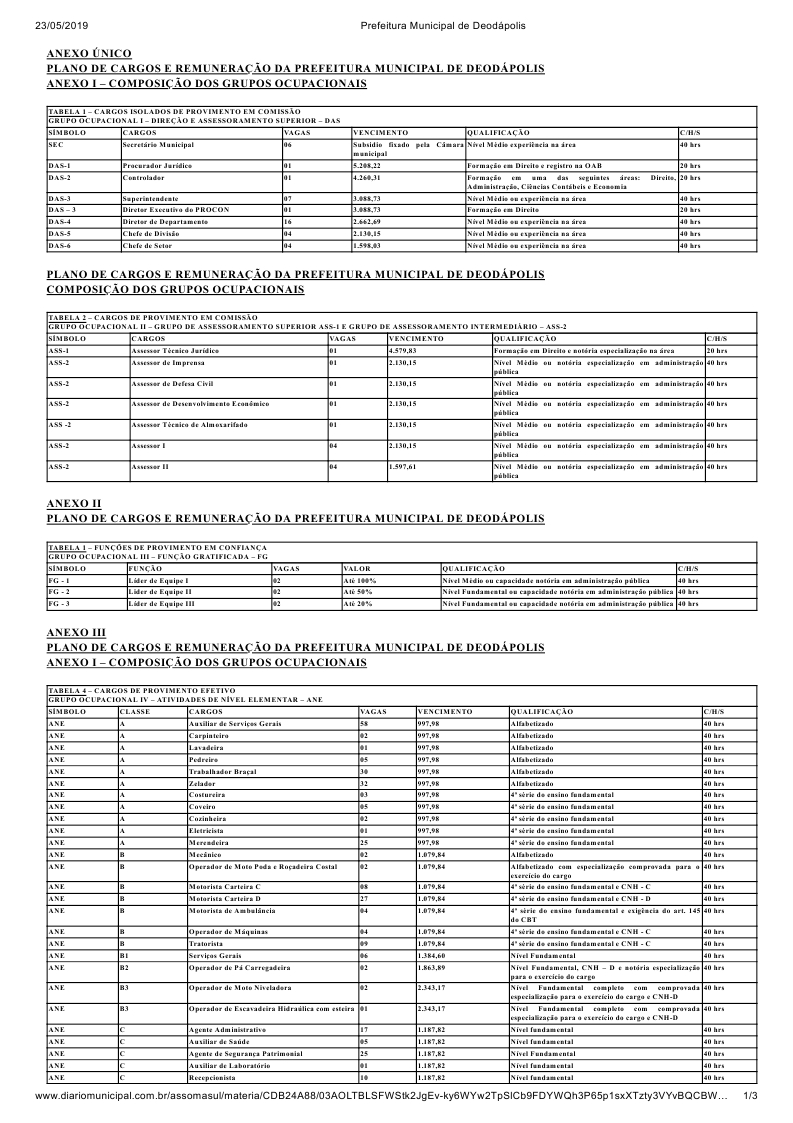 23/05/2019 Prefeitura Municipal de Deodápolis
ANEXO ÚNICO
PLANO DE CARGOS E REMUNERAÇÃO DA PREFEITURA MUNICIPAL DE DEODÁPOLIS
ANEXO I – COMPOSIÇÃO DOS GRUPOS OCUPACIONAIS
TABELA 1 – CARGOS ISOLADOS DE PROVIMENTO EM COMISSÃO
GRUPO OCUPACIONAL I – DIREÇÃO E ASSESSORAMENTO SUPERIOR – DAS
SÍMBOLO CARGOS VAGAS VENCIMENTO QUALIFICAÇÃO C/H/S
SEC Secretário Municipal 06 Subsídio fixado pela Câmara Nível Médio experiência na área 40 hrs
municipal
DAS-1 Procurador Jurídico 01 5.208,22 Formação em Direito e registro na OAB 20 hrs
DAS-2 Controlador 01 4.260,31 Formação em uma das seguintes áreas: Direito, 20 hrs
Administração, Ciências Contábeis e Economia
DAS-3 Superintendente 07 3.088,73 Nível Médio ou experiência na área 40 hrs
DAS – 3 Diretor Executivo do PROCON 01 3.088,73 Formação em Direito 20 hrs
DAS-4 Diretor de Departamento 16 2.662,69 Nível Médio ou experiência na área 40 hrs
DAS-5 Chefe de Divisão 04 2.130,15 Nível Médio ou experiência na área 40 hrs
DAS-6 Chefe de Setor 04 1.598,03 Nível Médio ou experiência na área 40 hrs
PLANO DE CARGOS E REMUNERAÇÃO DA PREFEITURA MUNICIPAL DE DEODÁPOLIS
COMPOSIÇÃO DOS GRUPOS OCUPACIONAIS
TABELA 2 – CARGOS DE PROVIMENTO EM COMISSÃO
GRUPO OCUPACIONAL II – GRUPO DE ASSESSORAMENTO SUPERIOR ASS-1 E GRUPO DE ASSESSORAMENTO INTERMEDIÁRIO – ASS-2
SÍMBOLO CARGOS VAGAS VENCIMENTO QUALIFICAÇÃO C/H/S
ASS-1 Assessor Técnico Jurídico 01 4.579,83 Formação em Direito e notória especialização na área 20 hrs
ASS-2 Assessor de Imprensa 01 2.130,15 Nível Médio ou notória especialização em administração 40 hrs
pública
ASS-2 Assessor de Defesa Civil 01 2.130,15 Nível Médio ou notória especialização em administração 40 hrs
pública
ASS-2 Assessor de Desenvolvimento Econômico 01 2.130,15 Nível Médio ou notória especialização em administração 40 hrs
pública
ASS -2 Assessor Técnico de Almoxarifado 01 2.130,15 Nível Médio ou notória especialização em administração 40 hrs
pública
ASS-2 Assessor I 04 2.130,15 Nível Médio ou notória especialização em administração 40 hrs
pública
ASS-2 Assessor II 04 1.597,61 Nível Médio ou notória especialização em administração 40 hrs
pública
ANEXO II
PLANO DE CARGOS E REMUNERAÇÃO DA PREFEITURA MUNICIPAL DE DEODÁPOLIS
TABELA 1 – FUNÇÕES DE PROVIMENTO EM CONFIANÇA
GRUPO OCUPACIONAL III – FUNÇÃO GRATIFICADA – FG
SÍMBOLO FUNÇÃO VAGAS VALOR QUALIFICAÇÃO C/H/S
FG - 1 Líder de Equipe I 02 Até 100% Nível Médio ou capacidade notória em administração pública 40 hrs
FG - 2 Líder de Equipe II 02 Até 50% Nível Fundamental ou capacidade notória em administração pública 40 hrs
FG - 3 Líder de Equipe III 02 Até 20% Nível Fundamental ou capacidade notória em administração pública 40 hrs
ANEXO III
PLANO DE CARGOS E REMUNERAÇÃO DA PREFEITURA MUNICIPAL DE DEODÁPOLIS
ANEXO I – COMPOSIÇÃO DOS GRUPOS OCUPACIONAIS
TABELA 4 – CARGOS DE PROVIMENTO EFETIVO
GRUPO OCUPACIONAL IV – ATIVIDADES DE NÍVEL ELEMENTAR – ANE
SÍMBOLO CLASSE CARGOS VAGAS VENCIMENTO QUALIFICAÇÃO C/H/S
ANE A Auxiliar de Serviços Gerais 58 997,98 Alfabetizado 40 hrs
ANE A Carpinteiro 02 997,98 Alfabetizado 40 hrs
ANE A Lavadeira 01 997,98 Alfabetizado 40 hrs
ANE A Pedreiro 05 997,98 Alfabetizado 40 hrs
ANE A Trabalhador Braçal 30 997,98 Alfabetizado 40 hrs
ANE A Zelador 32 997,98 Alfabetizado 40 hrs
ANE A Costureira 03 997,98 4ª série do ensino fundamental 40 hrs
ANE A Coveiro 05 997,98 4ª série do ensino fundamental 40 hrs
ANE A Cozinheira 02 997,98 4ª série do ensino fundamental 40 hrs
ANE A Eletricista 01 997,98 4ª série do ensino fundamental 40 hrs
ANE A Merendeira 25 997,98 4ª série do ensino fundamental 40 hrs
ANE B Mecânico 02 1.079,84 Alfabetizado 40 hrs
ANE B Operador de Moto Poda e Roçadeira Costal 02 1.079,84 Alfabetizado com especialização comprovada para o 40 hrs
exercício do cargo
ANE B Motorista Carteira C 08 1.079,84 4ª série do ensino fundamental e CNH - C 40 hrs
ANE B Motorista Carteira D 27 1.079,84 4ª série do ensino fundamental e CNH - D 40 hrs
ANE B Motorista de Ambulância 04 1.079,84 4ª série do ensino fundamental e exigência do art. 145 40 hrs
do CBT
ANE B Operador de Máquinas 04 1.079,84 4ª série do ensino fundamental e CNH - C 40 hrs
ANE B Tratorista 09 1.079,84 4ª série do ensino fundamental e CNH - C 40 hrs
ANE B1 Serviços Gerais 06 1.384,60 Nível Fundamental 40 hrs
ANE B2 Operador de Pá Carregadeira 02 1.863,89 Nível Fundamental, CNH – D e notória especialização 40 hrs
para o exercício do cargo
ANE B3 Operador de Moto Niveladora 02 2.343,17 Nível Fundamental completo com comprovada 40 hrs
especialização para o exercício do cargo e CNH-D
ANE B3 Operador de Escavadeira Hidraúlica com esteira 01 2.343,17 Nível Fundamental completo com comprovada 40 hrs
especialização para o exercício do cargo e CNH-D
ANE C Agente Administrativo 17 1.187,82 Nível fundamental 40 hrs
ANE C Auxiliar de Saúde 05 1.187,82 Nível fundamental 40 hrs
ANE C Agente de Segurança Patrimonial 25 1.187,82 Nível Fundamental 40 hrs
ANE C Auxiliar de Laboratório 01 1.187,82 Nível fundamental 40 hrs
ANE C Recepcionista 10 1.187,82 Nível fundamental 40 hrs
www.diariomunicipal.com.br/assomasul/materia/CDB24A88/03AOLTBLSFWStk2JgEv-ky6WYw2TpSlCb9FDYWQh3P65p1sxXTzty3VYvBQCBW… 1/3